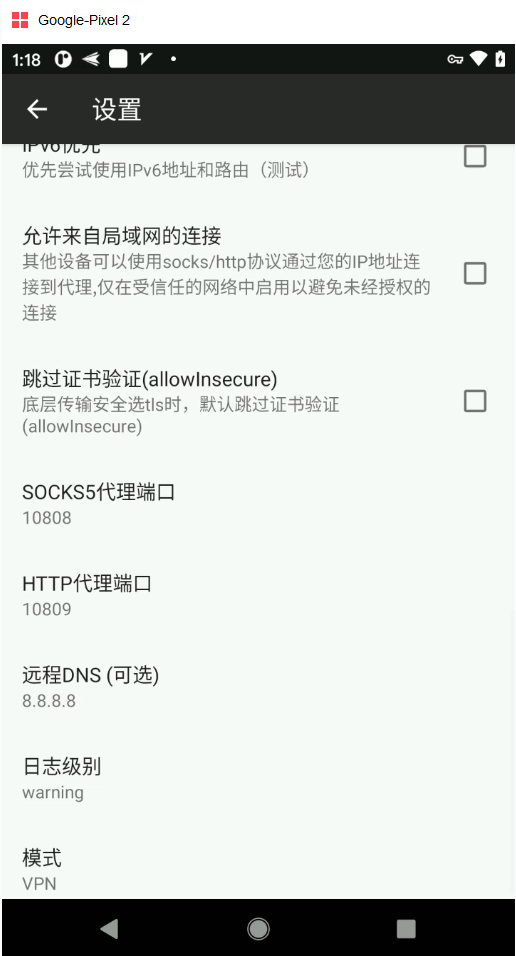 Google-Pixel 2
1:18
设置
IPv6优先
优先尝试使用IPv6地址和路由（测试）
允许来自局域网的连接
其他设备可以使用socks/http协议通过您的IP地址连
接到代理,仅在受信任的网络中启用以避免未经授权的
连接
跳过证书验证(allowInsecure)
底层传输安全选tls时，默认跳过证书验证
(allowInsecure)
SOCKS5代理端口
10808
HTTP代理端口
10809
远程DNS (可选)
8.8.8.8
日志级别
warning
模式
VPN